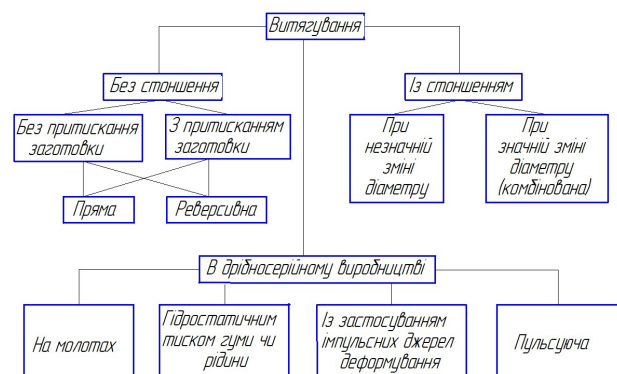 Витягування
Без стоншення
Із стоншенням
Без притискання
заготовки
З притисканням
заготовки
При
незначній
зміні
діаметру
При
значній зміні
діаметру
(комбінована)
Пряма
Реверсивна
В дрібносерійному виробництві
На молотах
Гідростатичним
тиском гуми чи
рідини
Із застосуванням
імпульсних джерел
деформування
Пульсуюча